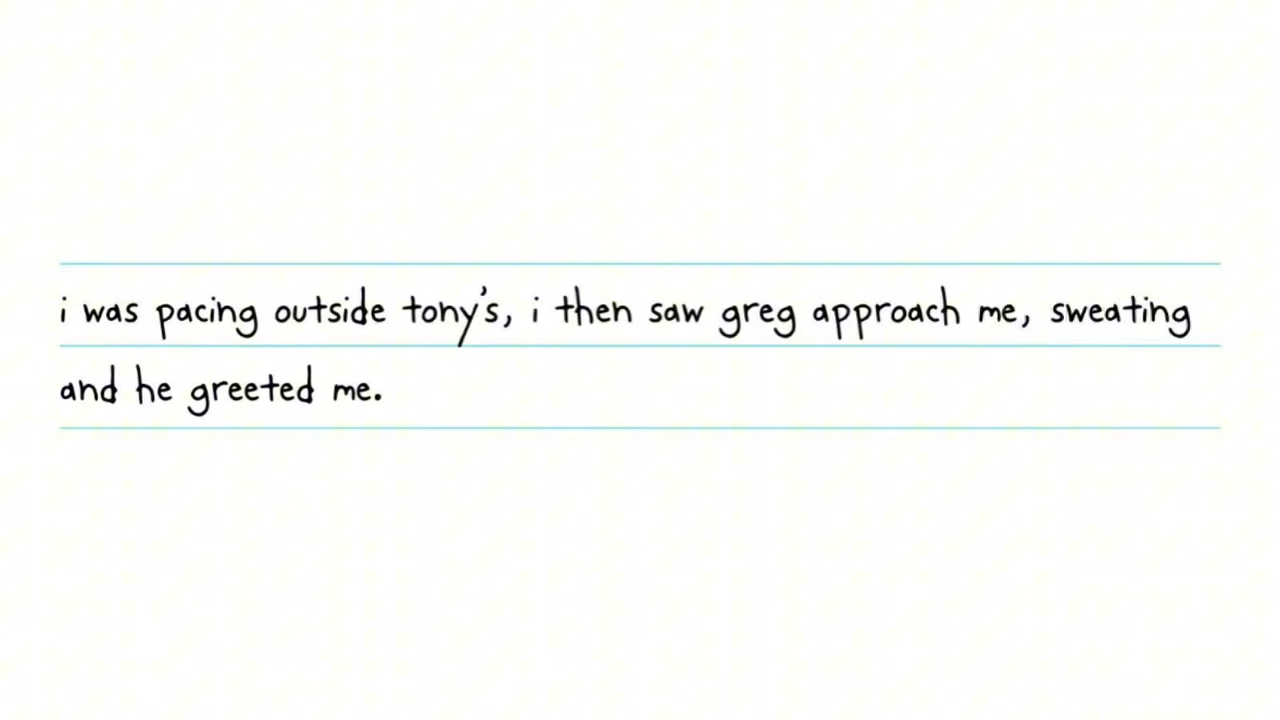 i was pacing outside tony's, i then saw greg approach me, sweating
and he greeted me.